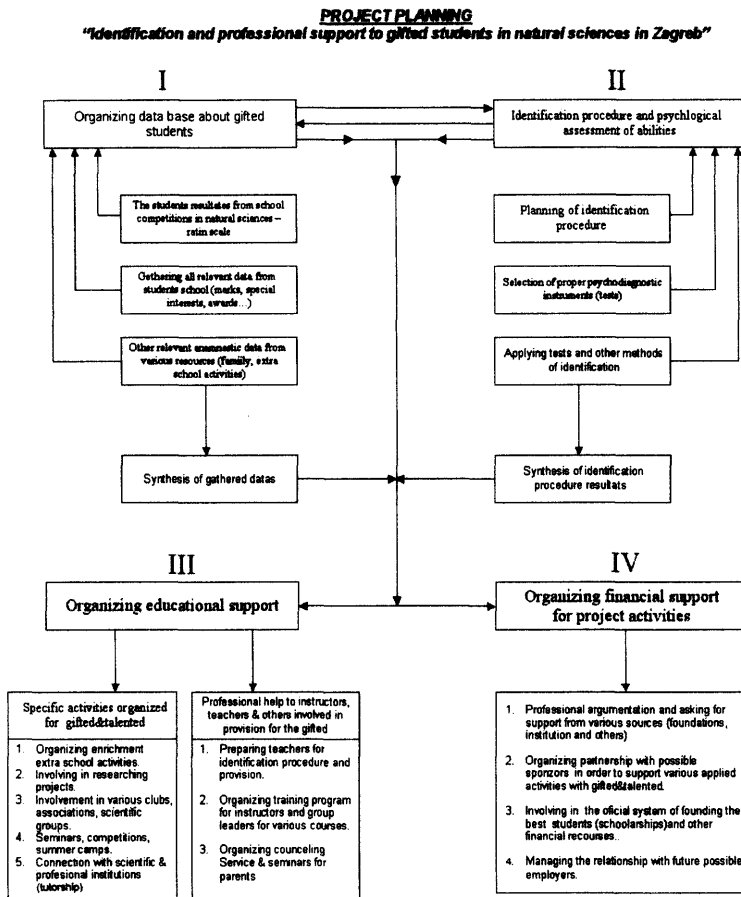 PROJECT PLANNING
"Identification and professional support to gifted students in natural sciences in Zagreb"
I
Organizing data base about gifted
students
II
Identification procedure and psychlogical
assessment of abilities
The students resultates from school
competitions in natural sciences –
ratin scale
Gethering all relevant data from
students school (marks, special
interests, awards...)
Other relevant anamnestic data from
various resources (familly, extra
school activities)
Planning of identification
procedure
Selection of proper psychodiagnostic
instruments (tests)
Applying tests and other methods
of identification
Synthesis of gathered datas
Synthesis of identification
procedure resultats
III
Organizing educational support
IV
Organizing financial support
for project activities
Specific activities organized
for gifted&talented
1. Organizing enrichment
extra school activities.
2. Involving in researching
projects.
3. Involvement in various clubs,
associations, scientific
groups.
4. Seminars, competitions,
summer camps.
5. Connection with scientific &
profesional institutions
(tutorship)
Professional help to instructors,
teachers & others involved in
provision for the gifted
1. Preparing teachers for
identification procedure and
provision.
2. Organizing training program
for instructors and group
leaders for various courses.
3. Organizing counceling
Service & seminars for
parents
1. Professional argumentation and asking for
support from various sources (foundations,
institution and others)
2. Organizing partnership with possible
sponzors in order to support various applied
activities with gifted&talented.
3. Involving in the oficial system of founding the
best students (scholarships)and other
financial recourses..
4. Managing the relationship with future possible
employers.